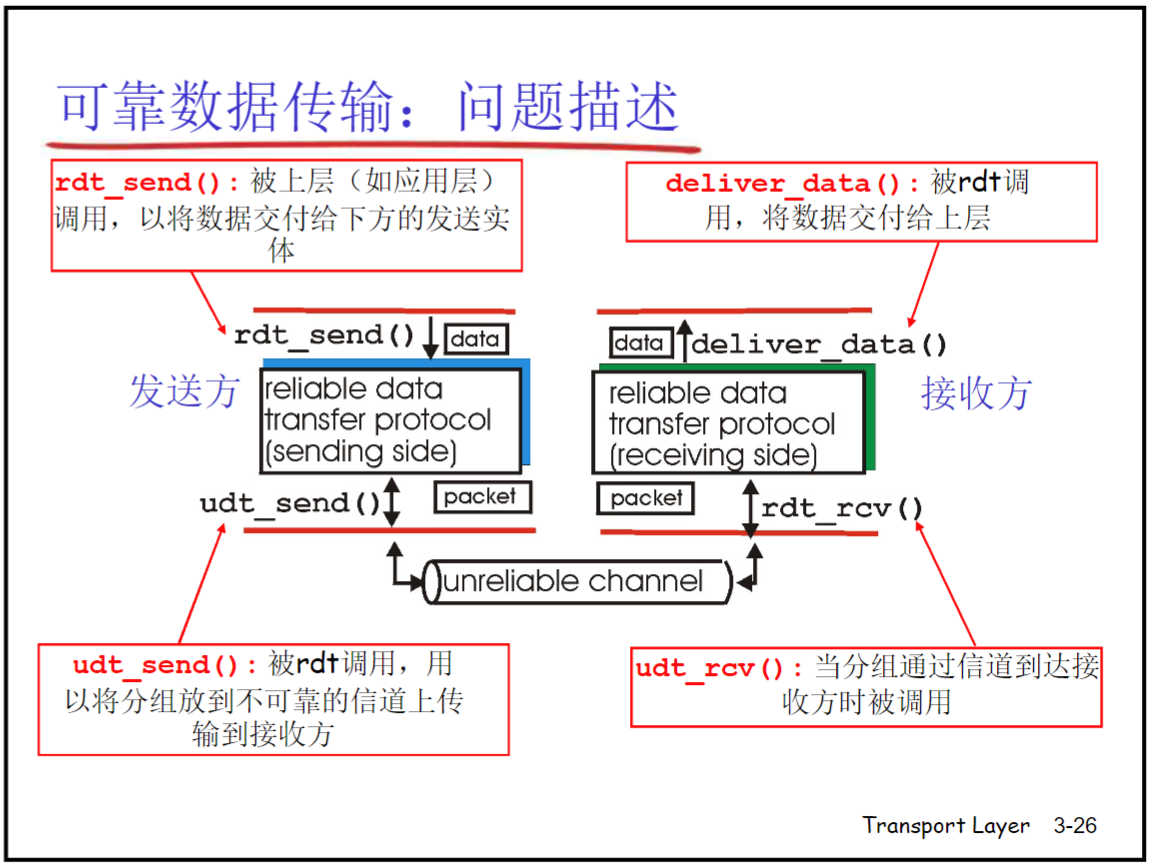 可靠数据传输：问题描述
rdt_send(): 被上层（如应用层）
调用，以将数据交付给下方的发送实
体
deliver_data(): 被rdt调
用，将数据交付给上层
rdt_send()
data
data
deliver_data()
发送方
reliable data
transfer protocol
(sending side)
reliable data
transfer protocol
(receiving side)
接收方
udt_send()
packet
packet
rdt_rcv()
unreliable channel
udt_send(): 被rdt调用，用
以将分组放到不可靠的信道上传
输到接收方
udt_rcv(): 当分组通过信道到达接
收方时被调用
Transport Layer 3-26